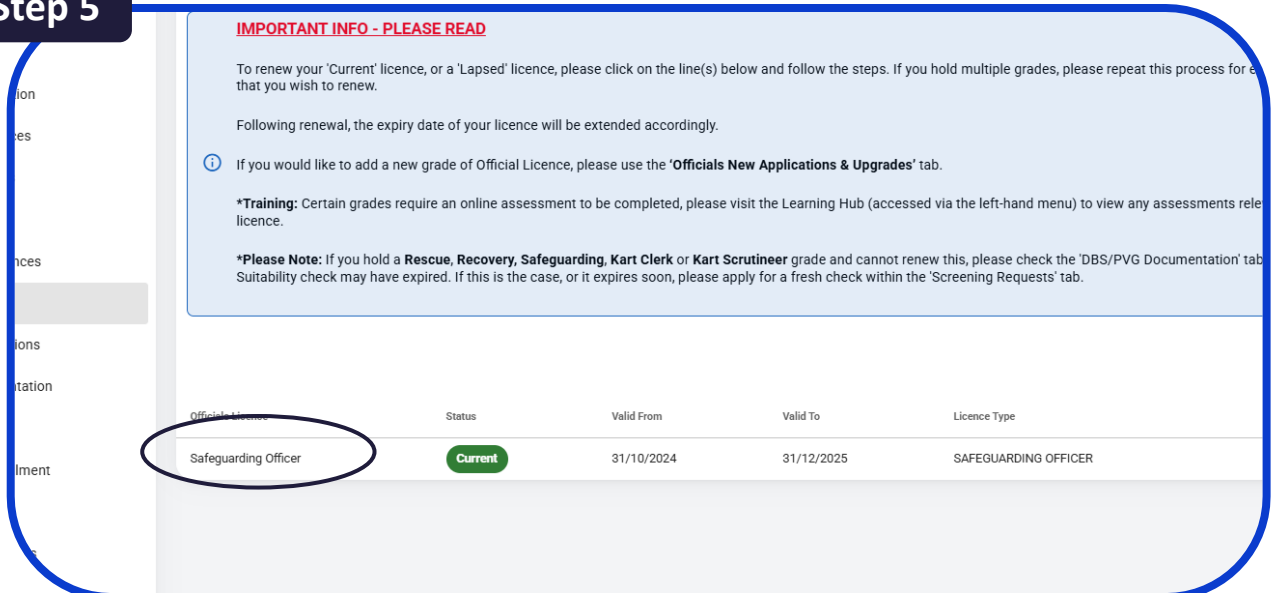 Step 5
IMPORTANT INFO - PLEASE READ
To renew your 'Current' licence, or a 'Lapsed' licence, please click on the line(s) below and follow the steps. If you hold multiple grades, please repeat this process for
that you wish to renew.
Following renewal, the expiry date of your licence will be extended accordingly.
If you would like to add a new grade of Official Licence, please use the 'Officials New Applications & Upgrades' tab.
*Training: Certain grades require an online assessment to be completed, please visit the Learning Hub (accessed via the left-hand menu) to view any assessments
licence.
*Please Note: If you hold a Rescue, Recovery, Safeguarding, Kart Clerk or Kart Scrutineer grade and cannot renew this, please check the 'DBS/PVG Documentation' tab
Suitability check may have expired. If this is the case, or it expires soon, please apply for a fresh check within the 'Screening Requests' tab.
Officials Licence Status Valid From Valid To Licence Type
Safeguarding Officer Current 31/10/2024 31/12/2025 SAFEGUARDING OFFICER